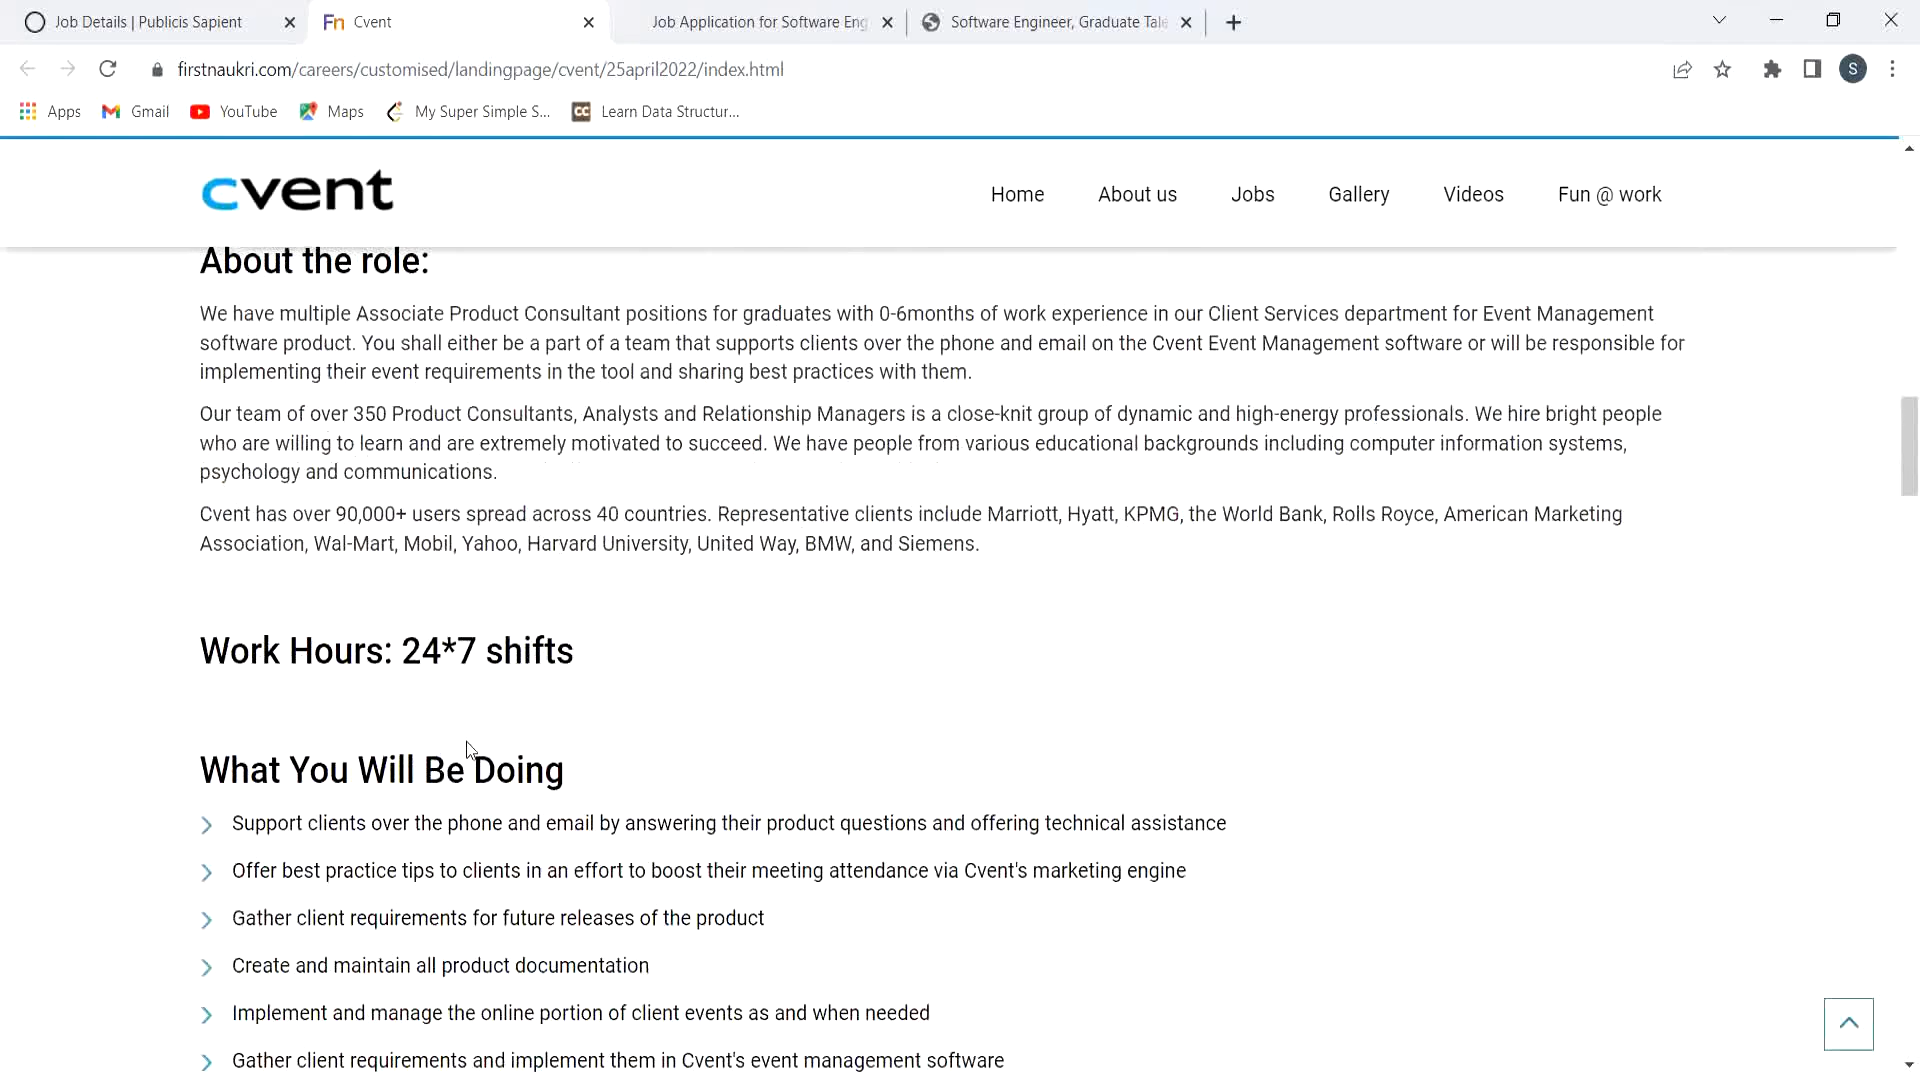 Job Details | Publicis Sapient
Fn Cvent
Job Application for Software Eng
Software Engineer, Graduate Tale
firstnaukri.com/careers/customised/landingpage/cvent/25april2022/index.html
S
Apps
Gmail
YouTube
Maps
My Super Simple S...
CC Learn Data Structur...
cvent
Home
About us
Jobs
Gallery
Videos
Fun @ work
About the role:
We have multiple Associate Product Consultant positions for graduates with 0-6months of work experience in our Client Services department for Event Management
software product. You shall either be a part of a team that supports clients over the phone and email on the Cvent Event Management software or will be responsible for
implementing their event requirements in the tool and sharing best practices with them.
Our team of over 350 Product Consultants, Analysts and Relationship Managers is a close-knit group of dynamic and high-energy professionals. We hire bright people
who are willing to learn and are extremely motivated to succeed. We have people from various educational backgrounds including computer information systems,
psychology and communications.
Cvent has over 90,000+ users spread across 40 countries. Representative clients include Marriott, Hyatt, KPMG, the World Bank, Rolls Royce, American Marketing
Association, Wal-Mart, Mobil, Yahoo, Harvard University, United Way, BMW, and Siemens.
Work Hours: 24*7 shifts
What You Will Be Doing
Support clients over the phone and email by answering their product questions and offering technical assistance
Offer best practice tips to clients in an effort to boost their meeting attendance via Cvent's marketing engine
Gather client requirements for future releases of the product
Create and maintain all product documentation
Implement and manage the online portion of client events as and when needed
Gather client requirements and implement them in Cvent's event management software